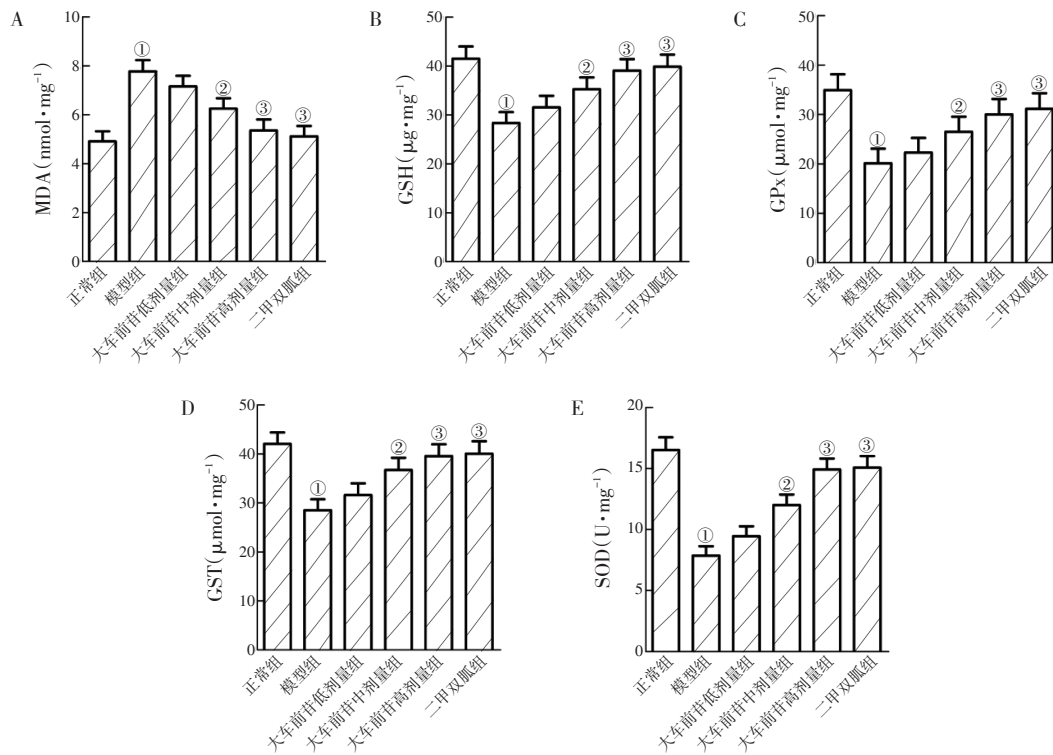 A
MDA(nmol·mg⁻¹)
10
8
6
4
2
0
①
②
③
③
正常组
模型组
大车前苷低剂量组
大车前苷中剂量组
大车前苷高剂量组
二甲双胍组
B
GSH(μg·mg⁻¹)
50
40
30
20
10
0
①
②
③
③
正常组
模型组
大车前苷低剂量组
大车前苷中剂量组
大车前苷高剂量组
二甲双胍组
C
GPx(μmol·mg⁻¹)
50
40
30
20
10
0
①
②
③
③
正常组
模型组
大车前苷低剂量组
大车前苷中剂量组
大车前苷高剂量组
二甲双胍组
D
GST(μmol·mg⁻¹)
50
40
30
40
10
0
①
②
③
③
正常组
模型组
大车前苷低剂量组
大车前苷中剂量组
大车前苷高剂量组
二甲双胍组
E
SOD(U·mg⁻¹)
20
15
10
5
0
①
②
③
③
正常组
模型组
大车前苷低剂量组
大车前苷中剂量组
大车前苷高剂量组
二甲双胍组